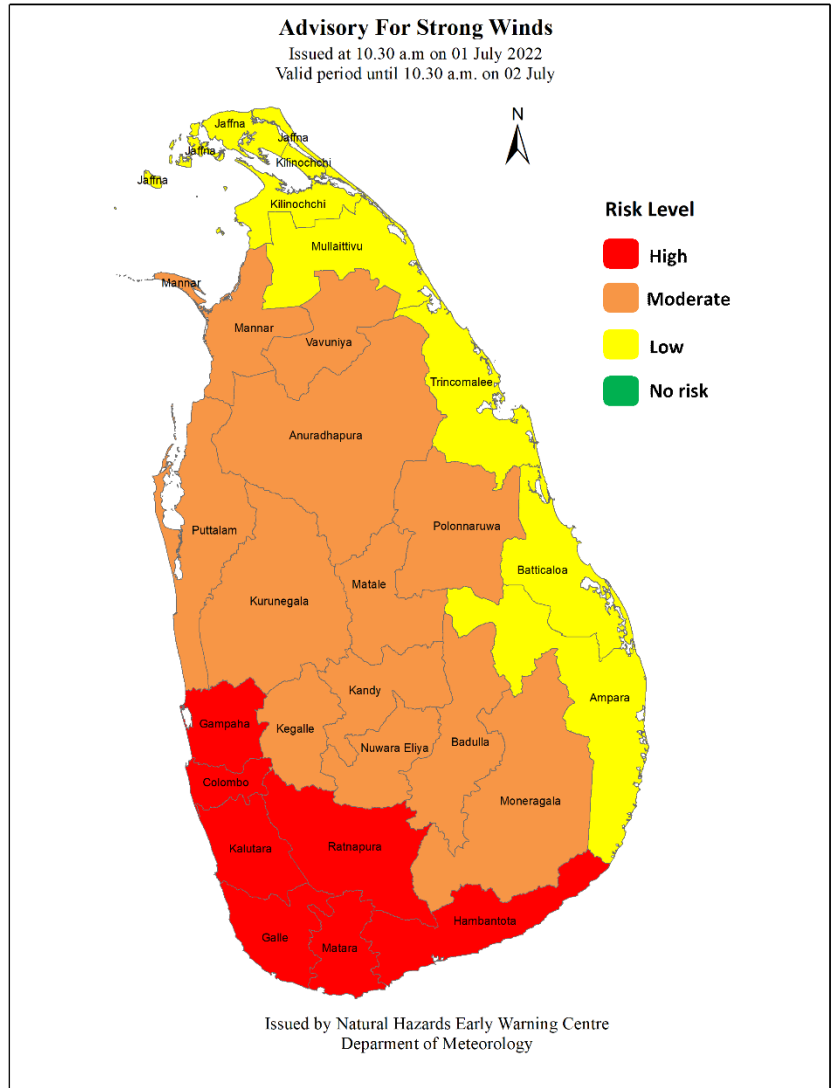 Advisory For Strong Winds
Issued at 10.30 a.m on 01 July 2022
Valid period until 10.30 a.m. on 02 July
N
Jaffna
Jaffna
Jaffna
Kilinochchi
Jaffna
Kilinochchi
Mullaittivu
Mannar
Mannar
Vavuniya
Trincomalee
Anuradhapura
Polonnaruwa
Puttalam
Batticaloa
Matale
Kurunegala
Kandy
Ampara
Gampaha
Kegalle
Nuwara Eliya
Badulla
Colombo
Moneragala
Kalutara
Ratnapura
Hambantota
Galle
Matara
Risk Level
High
Moderate
Low
No risk
Issued by Natural Hazards Early Warning Centre
Deparment of Meteorology